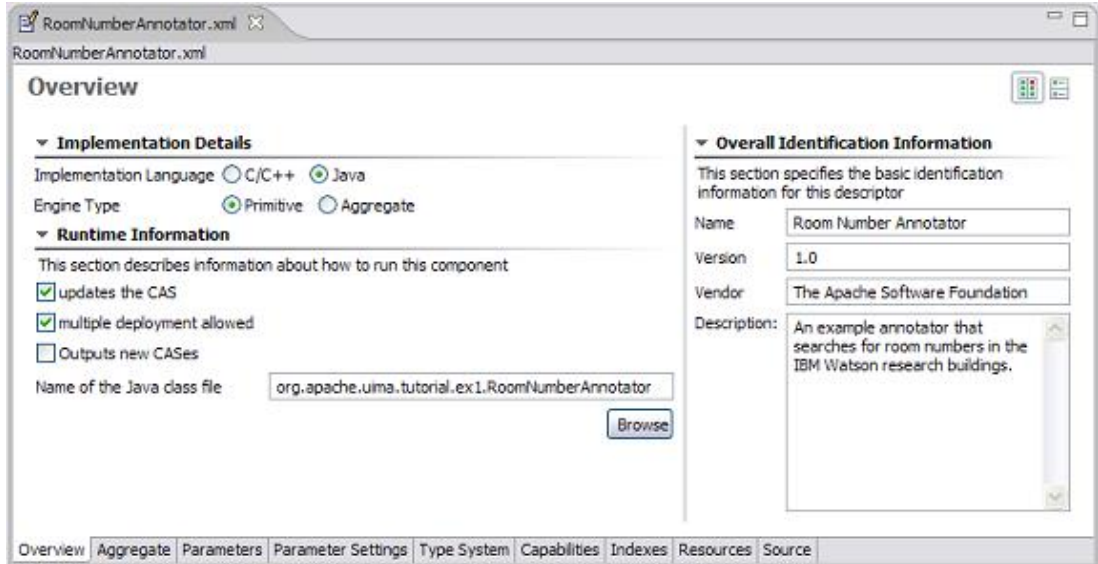 RoomNumberAnnotator.xml
RoomNumberAnnotator.xml
Overview
Implementation Details
Implementation Language C/C++ Java
Engine Type Primitive Aggregate
Runtime Information
This section describes information about how to run this component
updates the CAS
multiple deployment allowed
Outputs new CASes
Name of the Java class file org.apache.uima.tutorial.ex1.RoomNumberAnnotator
Browse
Overall Identification Information
This section specifies the basic identification
information for this descriptor
Name Room Number Annotator
Version 1.0
Vendor The Apache Software Foundation
Description: An example annotator that
searches for room numbers in the
IBM Watson research buildings.
Overview Aggregate Parameters Parameter Settings Type System Capabilities Indexes Resources Source